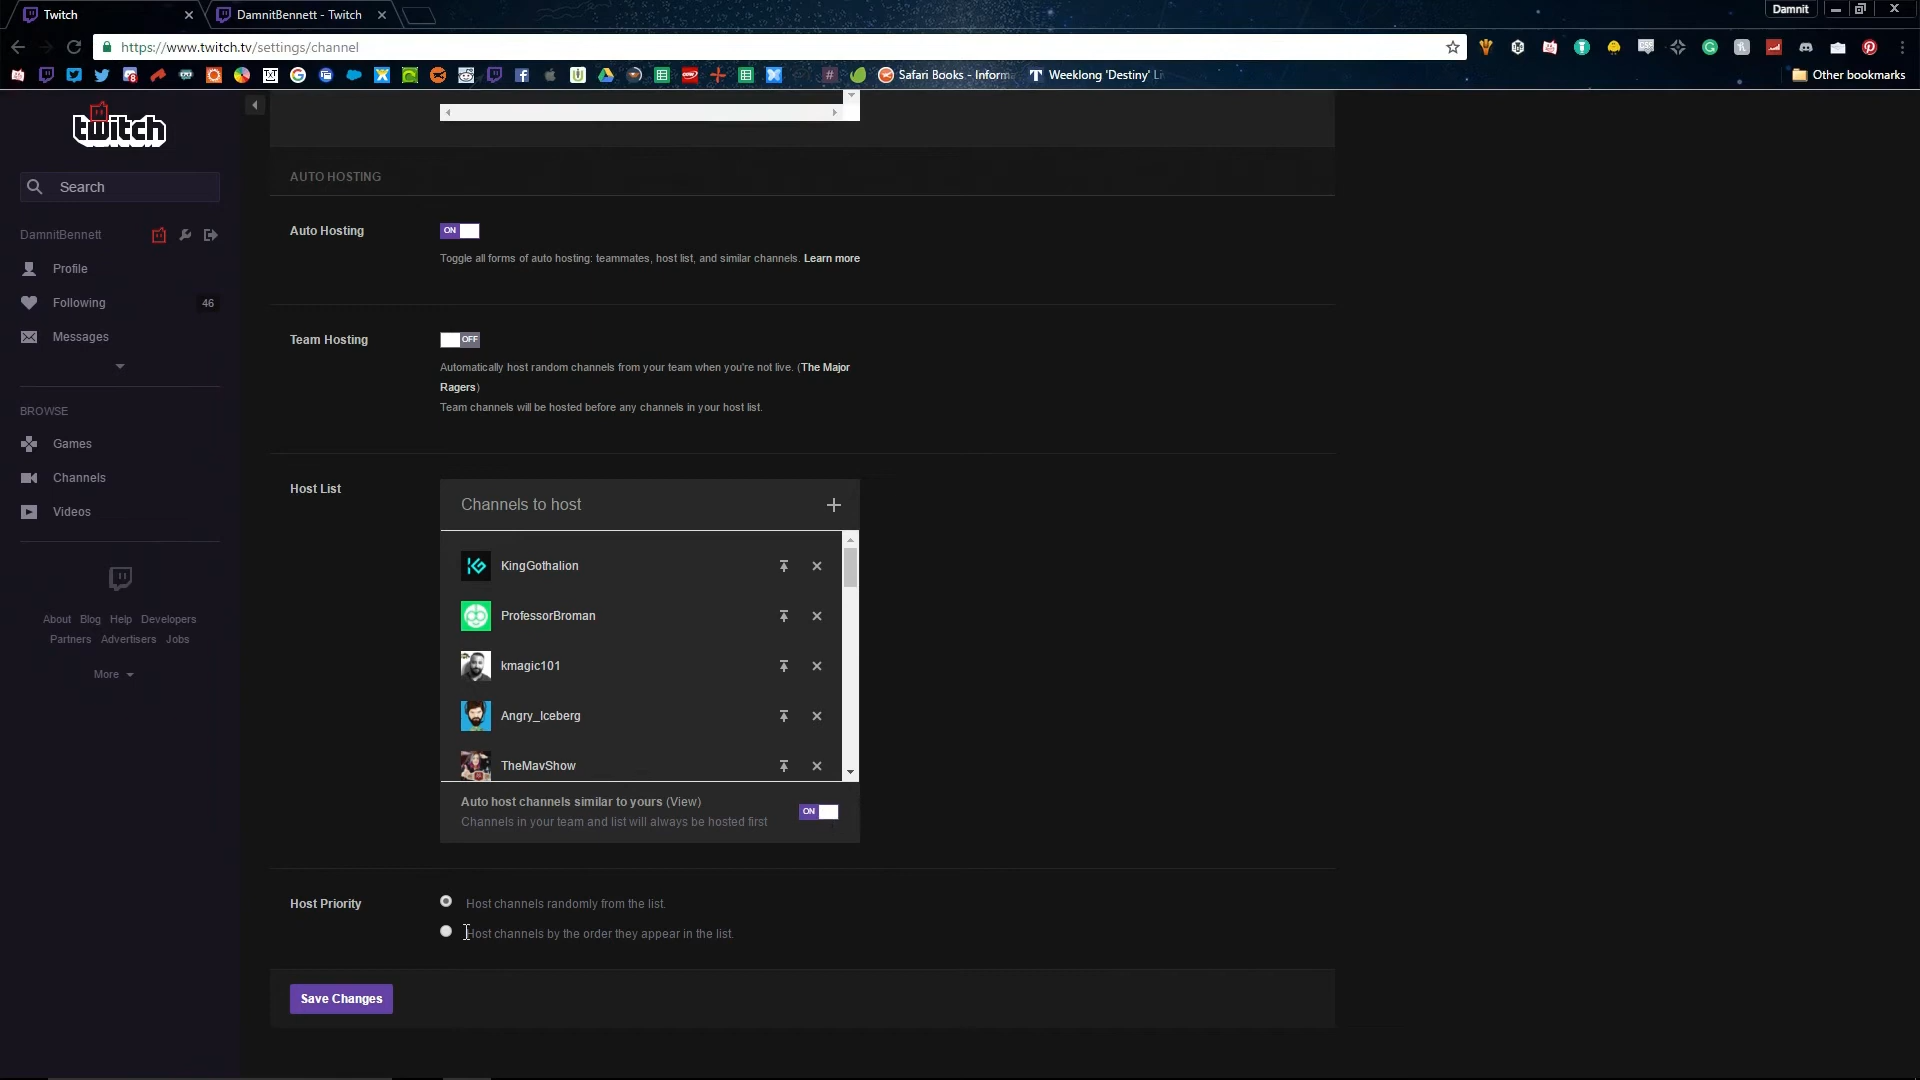 Twitch
DamnitBennett - Twitch
Damnit
https://www.twitch.tv/settings/channel
Safari Books - Inform
Weeklong 'Destiny' Li
Other bookmarks
twitch
Search
DamnitBennett
Profile
Following 46
Messages
BROWSE
Games
Channels
Videos
About Blog Help Developers
Partners Advertisers Jobs
More
AUTO HOSTING
Auto Hosting
ON
Toggle all forms of auto hosting: teammates, host list, and similar channels. Learn more
Team Hosting
OFF
Automatically host random channels from your team when you're not live. (The Major
Ragers)
Team channels will be hosted before any channels in your host list.
Host List
Channels to host
KingGothalion
ProfessorBroman
kmagic101
Angry_Iceberg
TheMavShow
Auto host channels similar to yours (View)
ON
Channels in your team and list will always be hosted first
Host Priority
Host channels randomly from the list.
Host channels by the order they appear in the list.
Save Changes